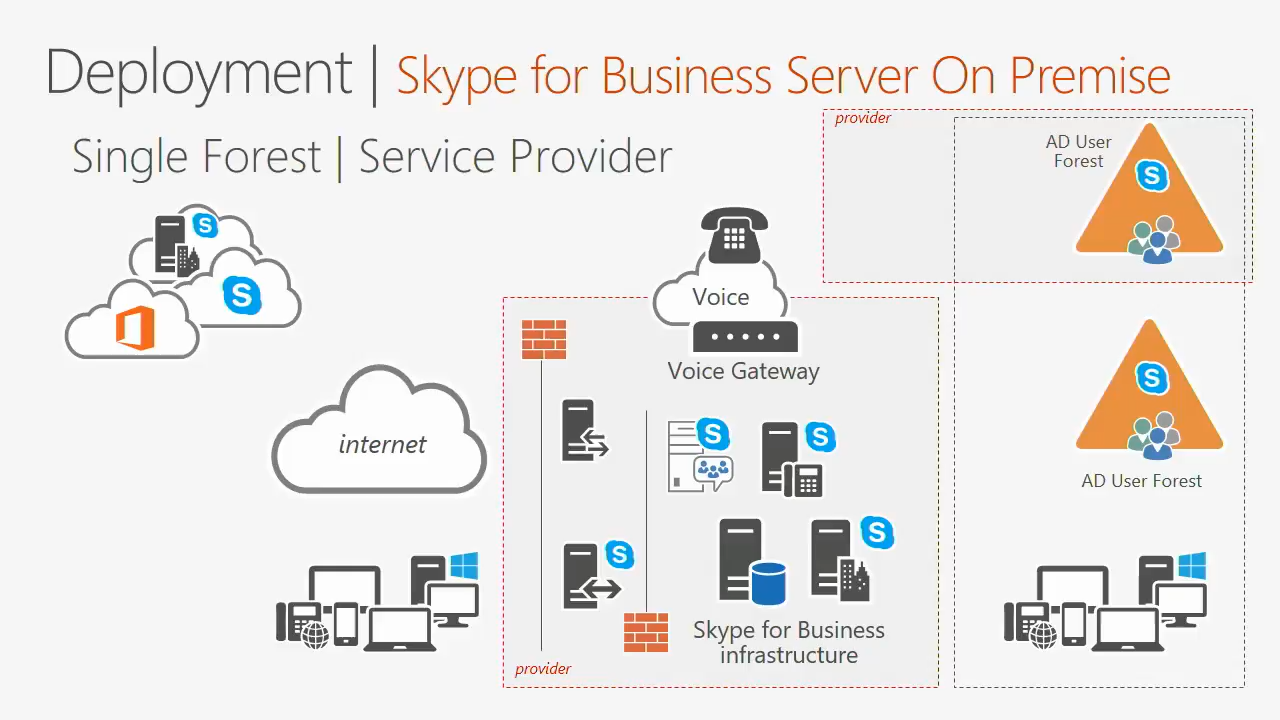 Deployment | Skype for Business Server On Premise
Single Forest | Service Provider
provider
AD User
Forest
S
S
S
Voice
Voice Gateway
internet
S
AD User Forest
S
S
S
S
Skype for Business
infrastructure
provider